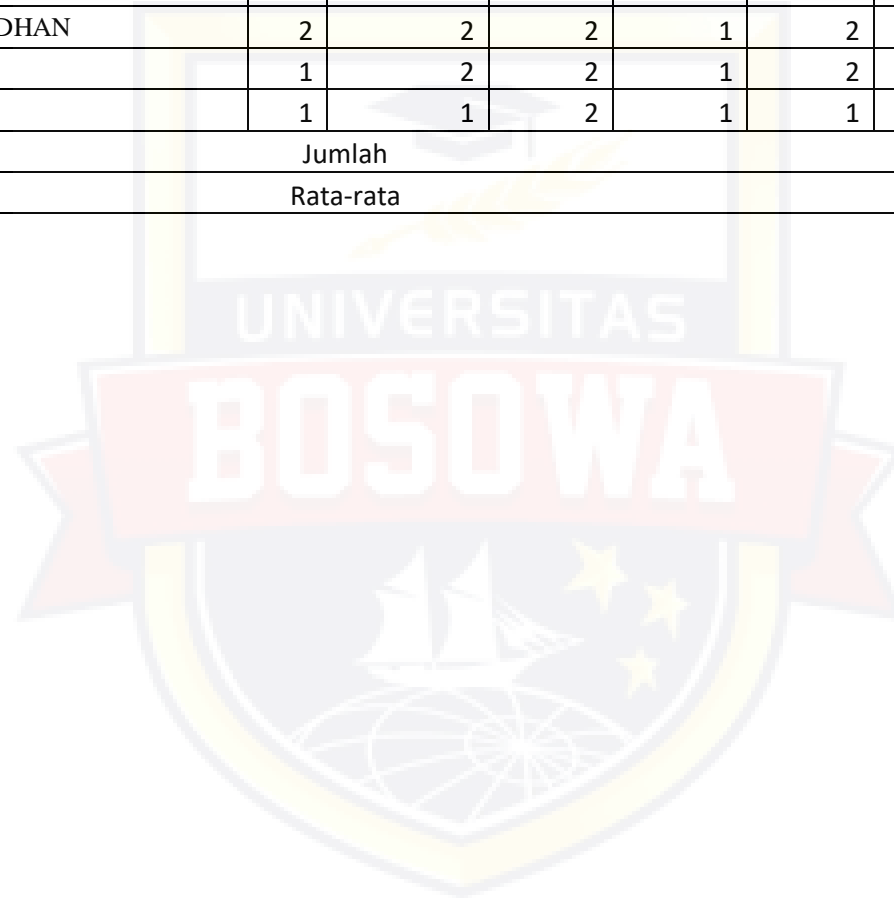 DHAN 2 2 2 1 2
1 2 2 1 2
1 1 2 1 1
Jumlah
Rata-rata
UNIVERSITAS
BOSOWA